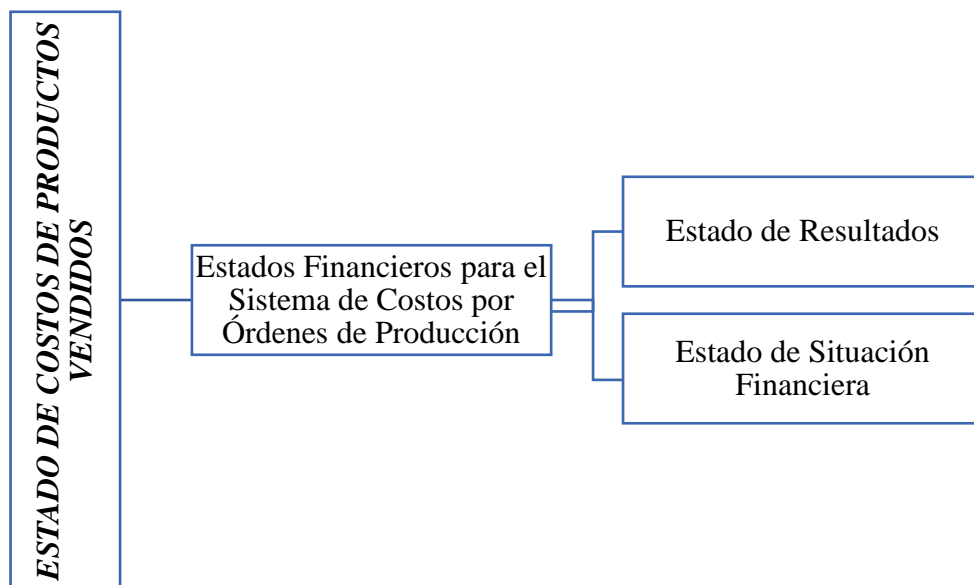 ESTADO DE COSTOS DE PRODUCTOS
VENDIDOS
Estados Financieros para el
Sistema de Costos por
Órdenes de Producción
Estado de Resultados
Estado de Situación
Financiera